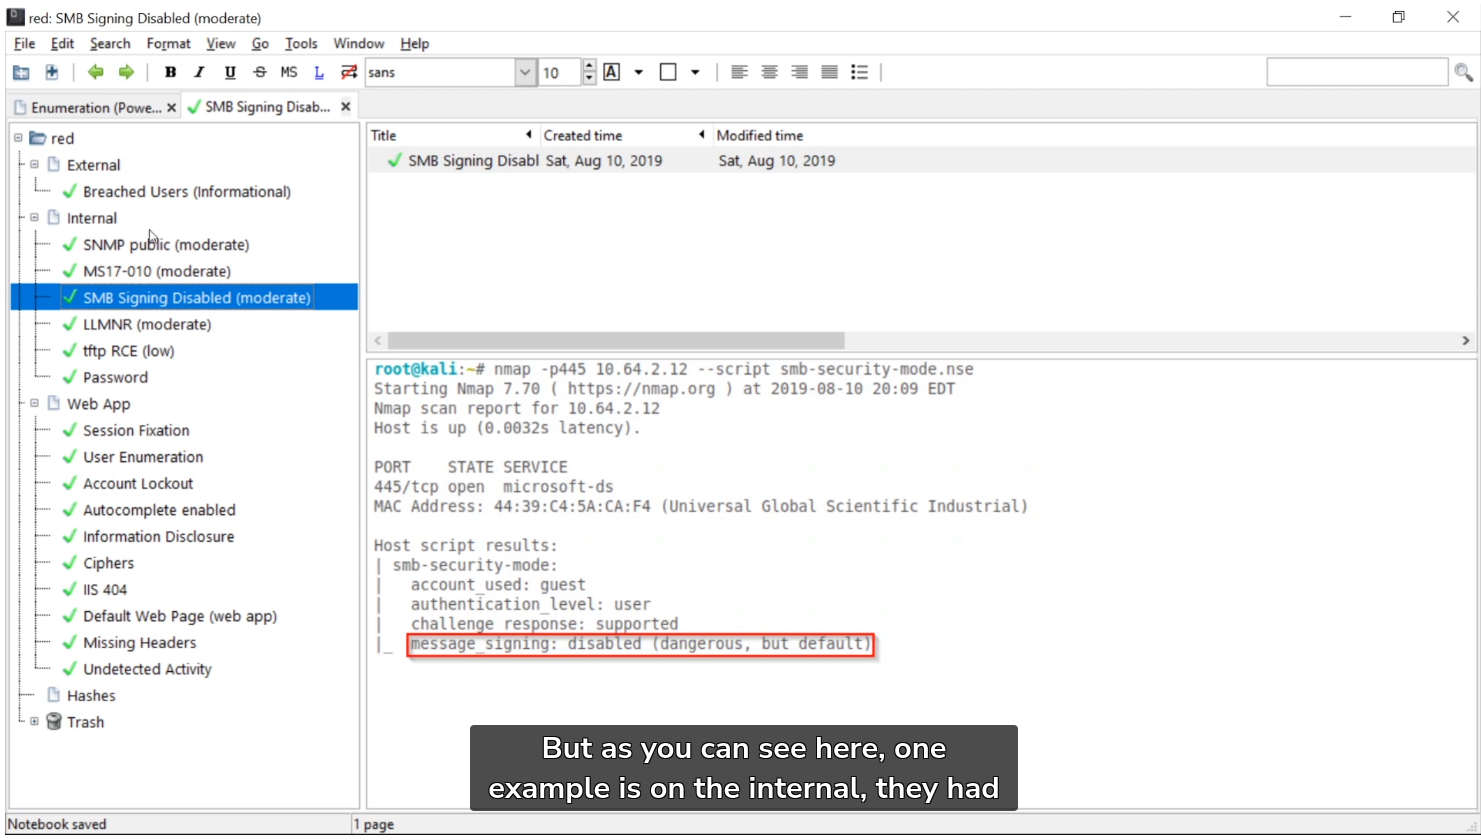 red: SMB Signing Disabled (moderate)
File Edit Search Format View Go Tools Window Help
B I U S MS L sans 10 A
Enumeration (Powe... SMB Signing Disab...
red
External
Breached Users (Informational)
Internal
SNMP public (moderate)
MS17-010 (moderate)
SMB Signing Disabled (moderate)
LLMNR (moderate)
tftp RCE (low)
Password
Web App
Session Fixation
User Enumeration
Account Lockout
Autocomplete enabled
Information Disclosure
Ciphers
IIS 404
Default Web Page (web app)
Missing Headers
Undetected Activity
Hashes
Trash
Title Created time Modified time
SMB Signing Disabl Sat, Aug 10, 2019 Sat, Aug 10, 2019
root@kali:~# nmap -p445 10.64.2.12 --script smb-security-mode.nse
Starting Nmap 7.70 ( https://nmap.org ) at 2019-08-10 20:09 EDT
Nmap scan report for 10.64.2.12
Host is up (0.0032s latency).
PORT    STATE SERVICE
445/tcp open  microsoft-ds
MAC Address: 44:39:C4:5A:CA:F4 (Universal Global Scientific Industrial)
Host script results:
| smb-security-mode:
|   account_used: guest
|   authentication_level: user
|   challenge_response: supported
|_  message_signing: disabled (dangerous, but default)
But as you can see here, one
example is on the internal, they had
Notebook saved 1 page